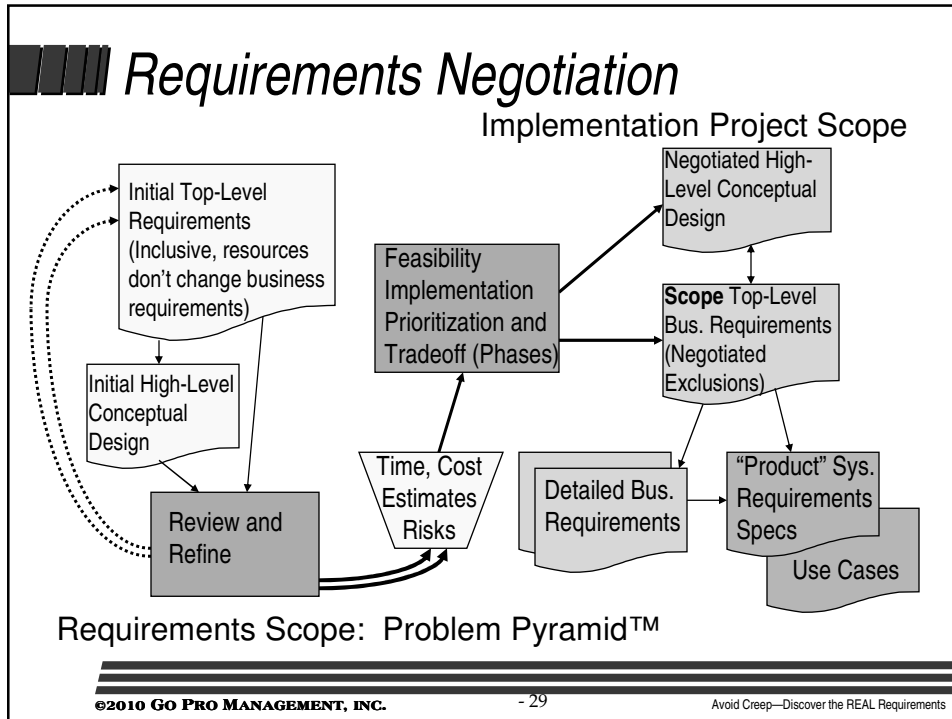 Requirements Negotiation
Implementation Project Scope
Initial Top-Level
Requirements
(Inclusive, resources
don't change business
requirements)
Initial High-Level
Conceptual
Design
Review and
Refine
Time, Cost
Estimates
Risks
Feasibility
Implementation
Prioritization and
Tradeoff (Phases)
Negotiated High-
Level Conceptual
Design
Scope Top-Level
Bus. Requirements
(Negotiated
Exclusions)
Detailed Bus.
Requirements
“Product” Sys.
Requirements
Specs
Use Cases
Requirements Scope: Problem Pyramid™
©2010 GO PRO MANAGEMENT, INC.
- 29
Avoid Creep—Discover the REAL Requirements